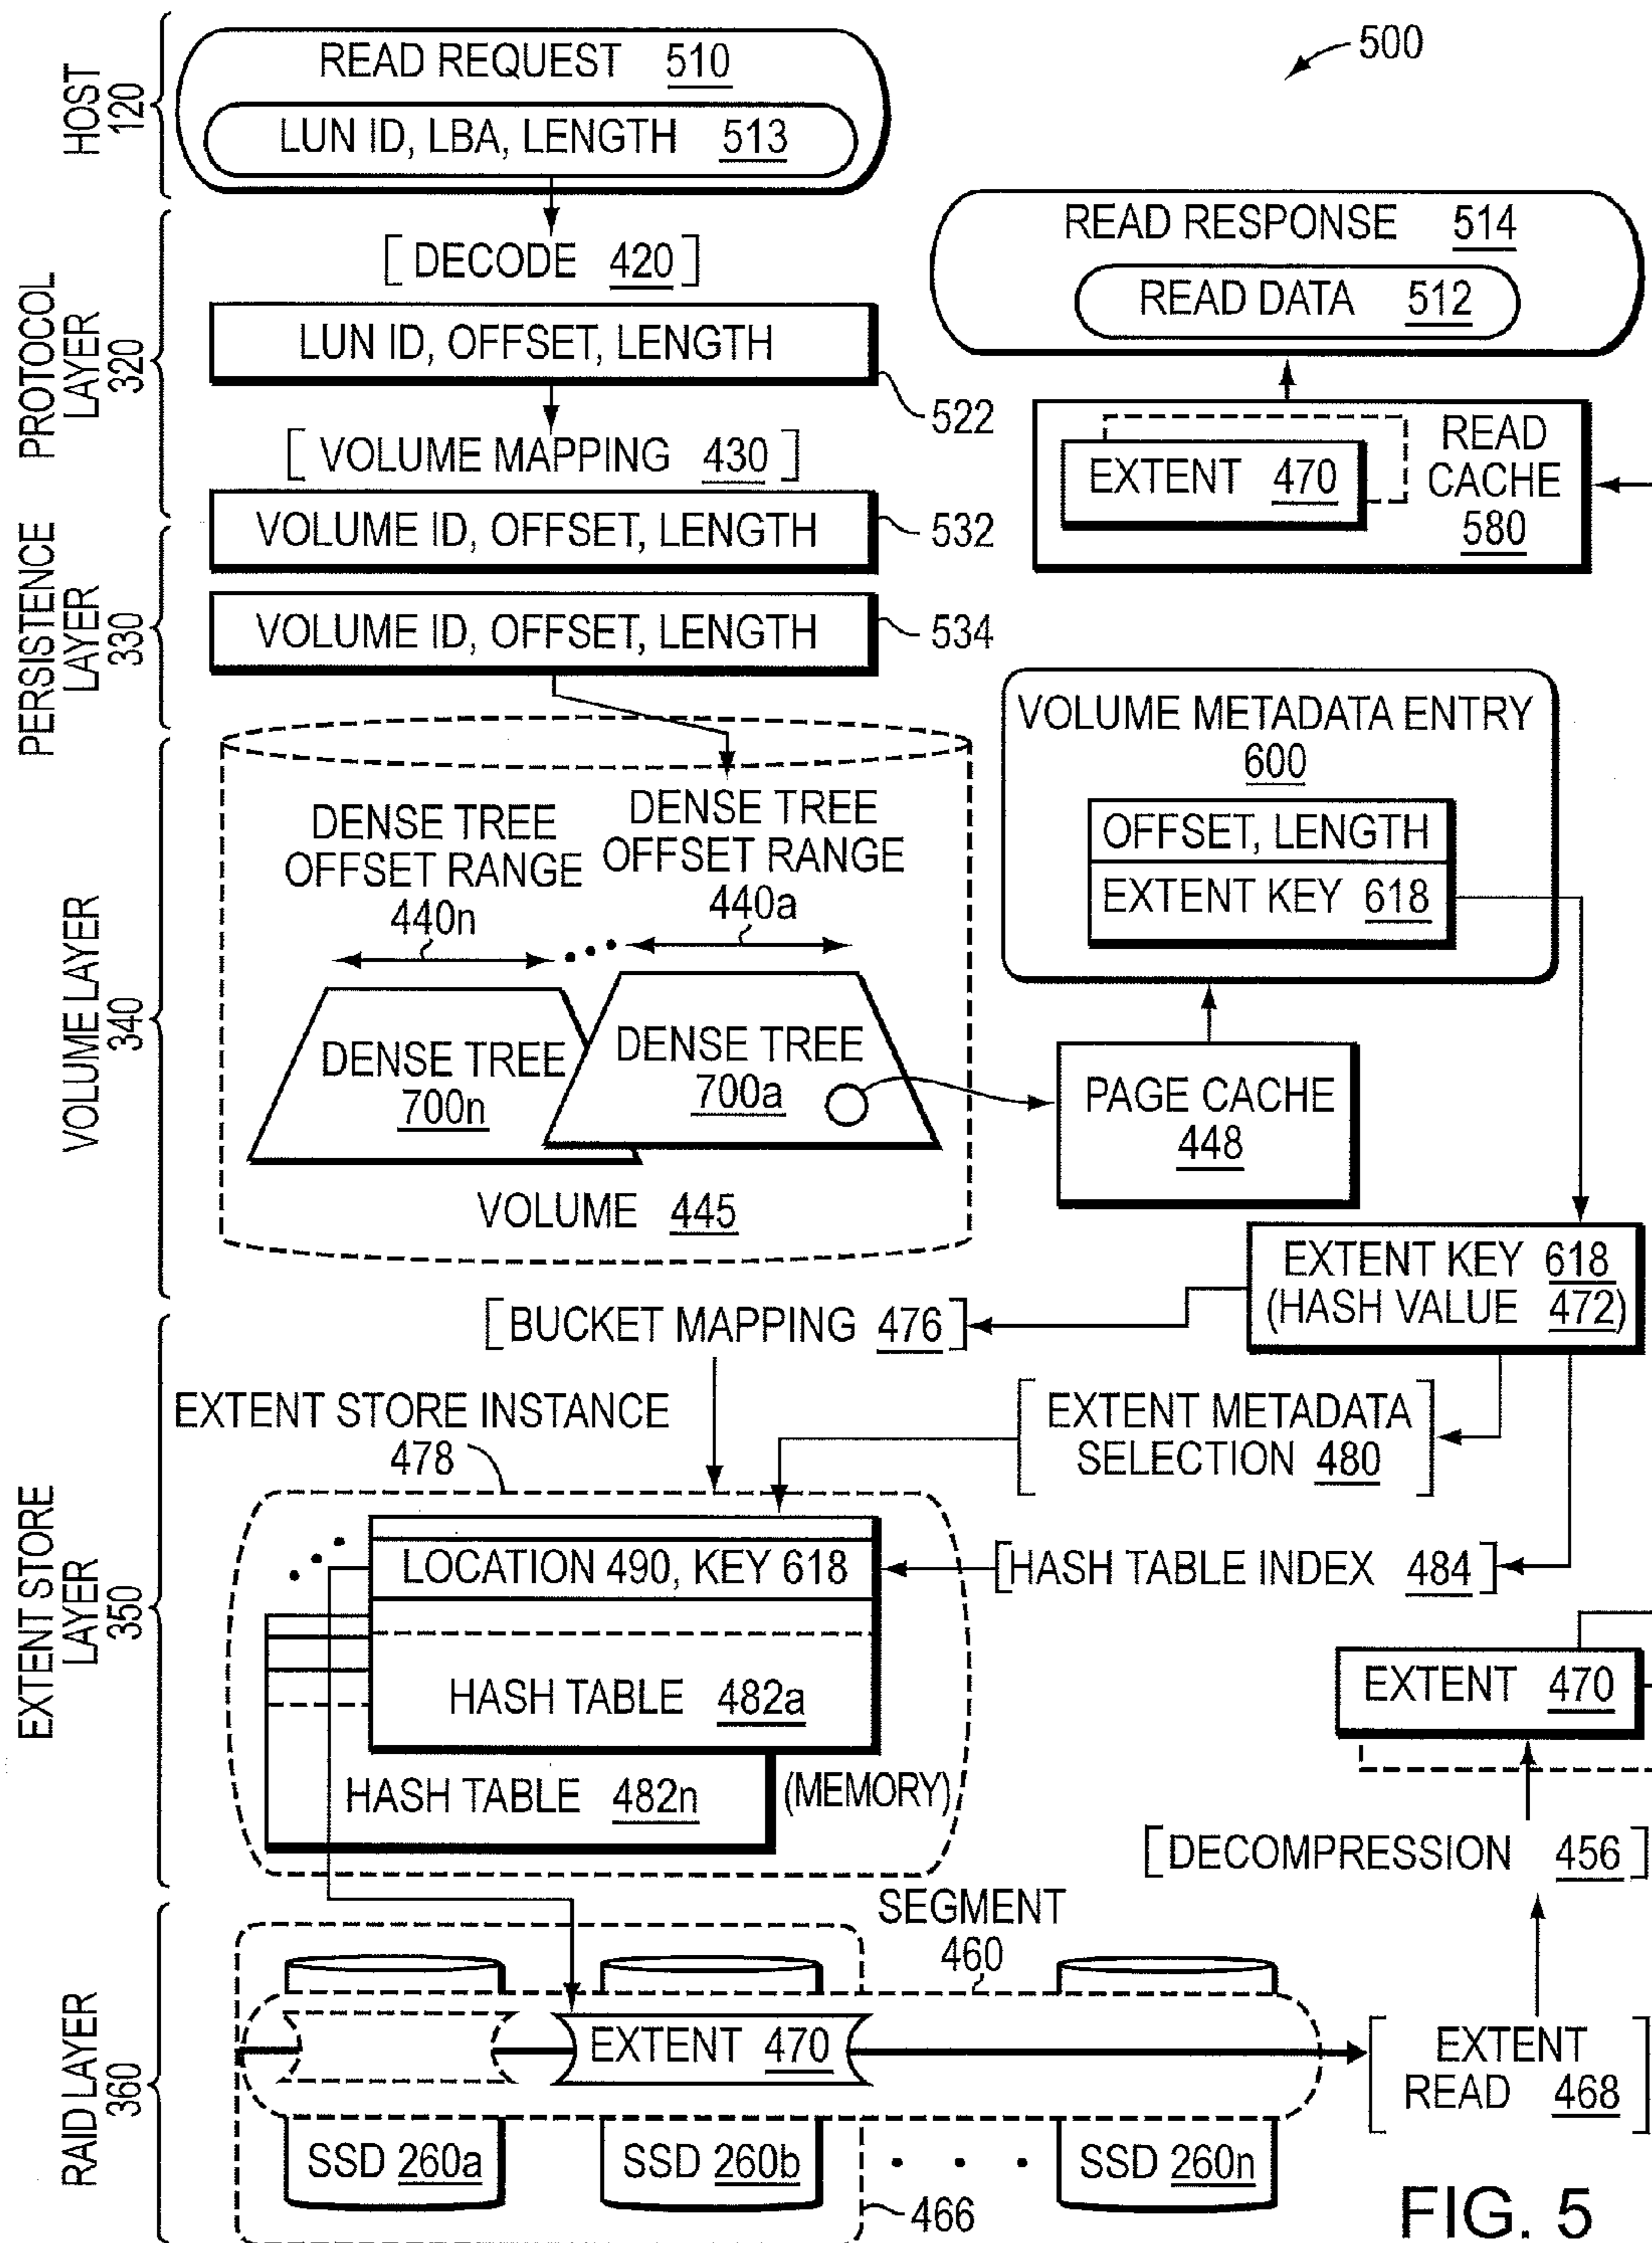 HOST
120
READ REQUEST 510
LUN ID, LBA, LENGTH 513
500
PROTOCOL
LAYER
320
[DECODE 420]
LUN ID, OFFSET, LENGTH
522
[VOLUME MAPPING 430]
VOLUME ID, OFFSET, LENGTH
532
READ RESPONSE 514
READ DATA 512
EXTENT 470
READ
CACHE
580
PERSISTENCE
LAYER
330
VOLUME ID, OFFSET, LENGTH
534
VOLUME LAYER
340
DENSE TREE
OFFSET RANGE
440n
DENSE TREE
OFFSET RANGE
440a
DENSE TREE
700n
DENSE TREE
700a
VOLUME 445
VOLUME METADATA ENTRY
600
OFFSET, LENGTH
EXTENT KEY 618
PAGE CACHE
448
EXTENT KEY 618
(HASH VALUE 472)
EXTENT STORE
LAYER
350
[BUCKET MAPPING 476]
EXTENT STORE INSTANCE
478
[EXTENT METADATA
SELECTION 480]
LOCATION 490, KEY 618
[HASH TABLE INDEX 484]
HASH TABLE 482a
HASH TABLE 482n
(MEMORY)
EXTENT 470
[DECOMPRESSION 456]
RAID LAYER
360
SEGMENT
460
EXTENT 470
[EXTENT
READ 468]
SSD 260a
SSD 260b
. . .
SSD 260n
466
FIG. 5